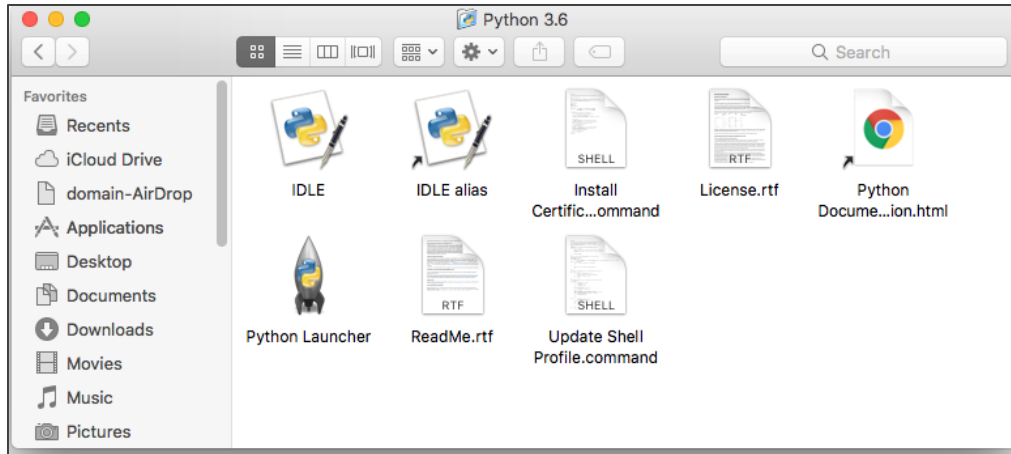 Python 3.6
Search
Favorites
Recents
iCloud Drive
domain-AirDrop
Applications
Desktop
Documents
Downloads
Movies
Music
Pictures
SHELL
RTF
IDLE
IDLE alias
Install
Certific...ommand
License.rtf
Python
Docume...ion.html
RTF
SHELL
Python Launcher
ReadMe.rtf
Update Shell
Profile.command